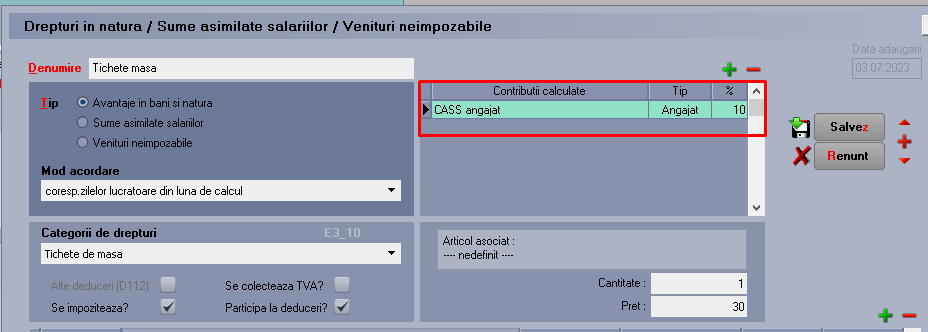 Drepturi in natura / Sume asimilate salariilor / Venituri neimpozabile
Data adaugarii
03.07.2023
Denumire Tichete masa
Tip
Avantaje in bani si natura
Sume asimilate salariilor
Venituri neimpozabile
Mod acordare
coresp.zilelor lucratoare din luna de calcul
Contributii calculate Tip %
CASS angajat Angajat 10
Salvez
Renunt
Categorii de drepturi E3_10
Tichete de masa
Alte deduceri (D112) Se colecteaza TVA?
Se impoziteaza? Participa la deduceri?
Articol asociat :
---- nedefinit ----
Cantitate : 1
Pret : 30